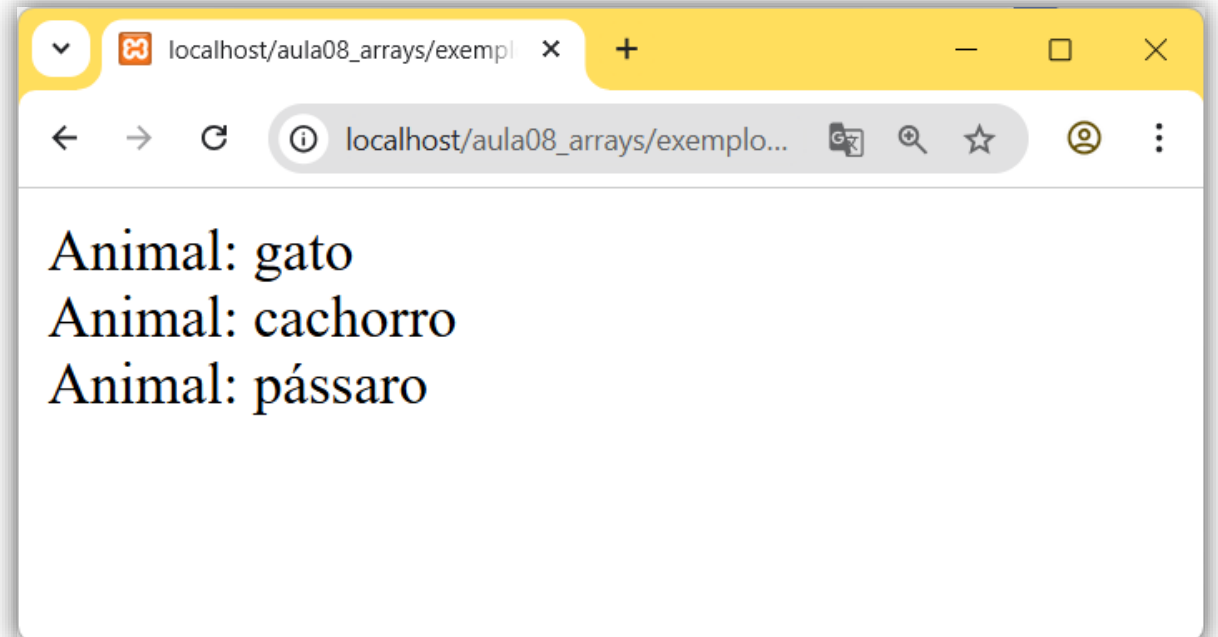 localhost/aula08_arrays/exempl
localhost/aula08_arrays/exemplo...
Animal: gato
Animal: cachorro
Animal: pássaro